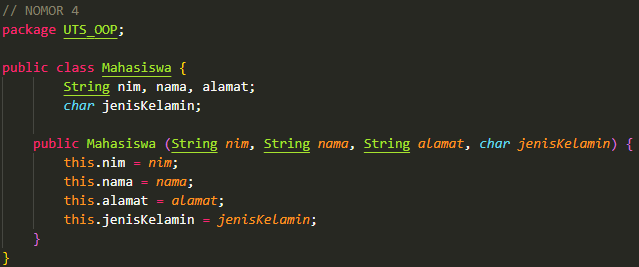 // NOMOR 4
package UTS_OOP;
public class Mahasiswa {
String nim, nama, alamat;
char jenisKelamin;
public Mahasiswa (String nim, String nama, String alamat, char jenisKelamin) {
this.nim = nim;
this.nama = nama;
this.alamat = alamat;
this.jenisKelamin = jenisKelamin;
}
}